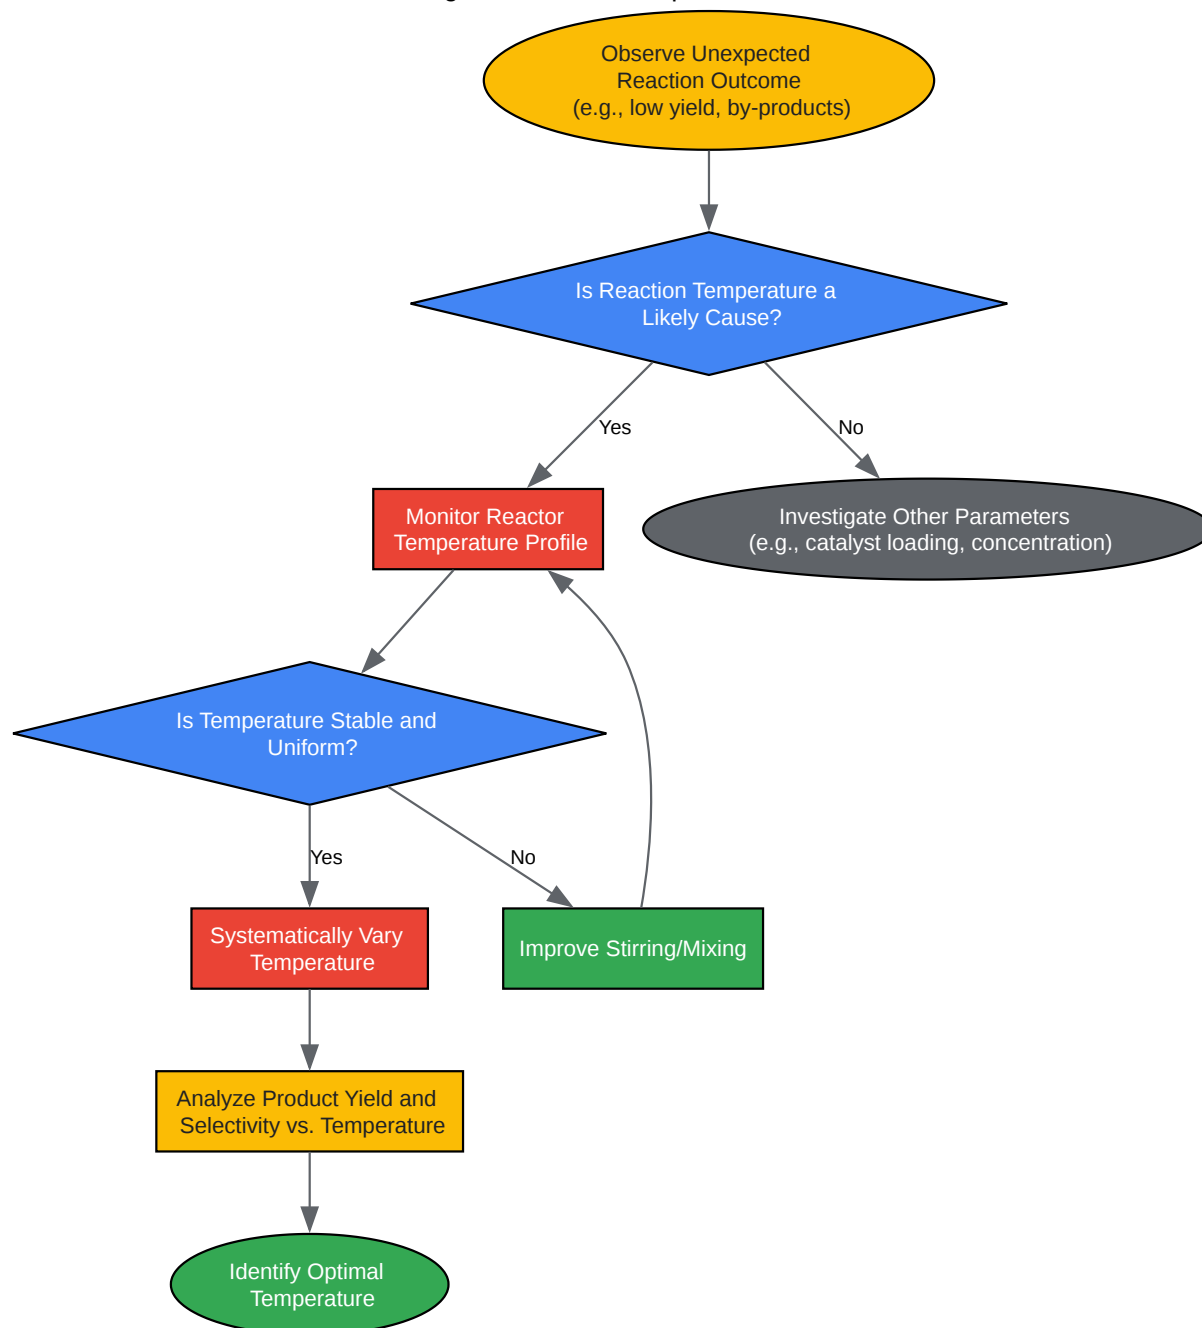 Observe Unexpected
Reaction Outcome
(e.g., low yield, by-products)
Is Reaction Temperature a
Likely Cause?
Yes
No
Monitor Reactor
Temperature Profile
Investigate Other Parameters
(e.g., catalyst loading, concentration)
Is Temperature Stable and
Uniform?
Yes
No
Systematically Vary
Temperature
Improve Stirring/Mixing
Analyze Product Yield and
Selectivity vs. Temperature
Identify Optimal
Temperature